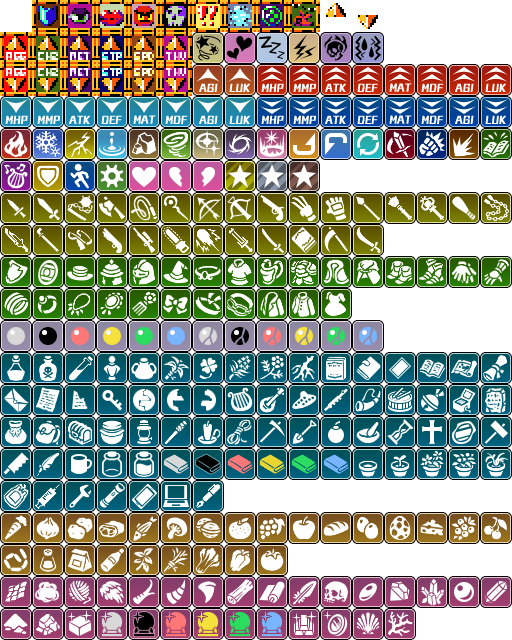 ZZZ
AGI LUK MHP MMP ATK DEF MAT MDF AGI LUK
MHP MMP ATK DEF MAT MDF AGI LUK MHP MMP ATK DEF MAT MDF AGI LUK